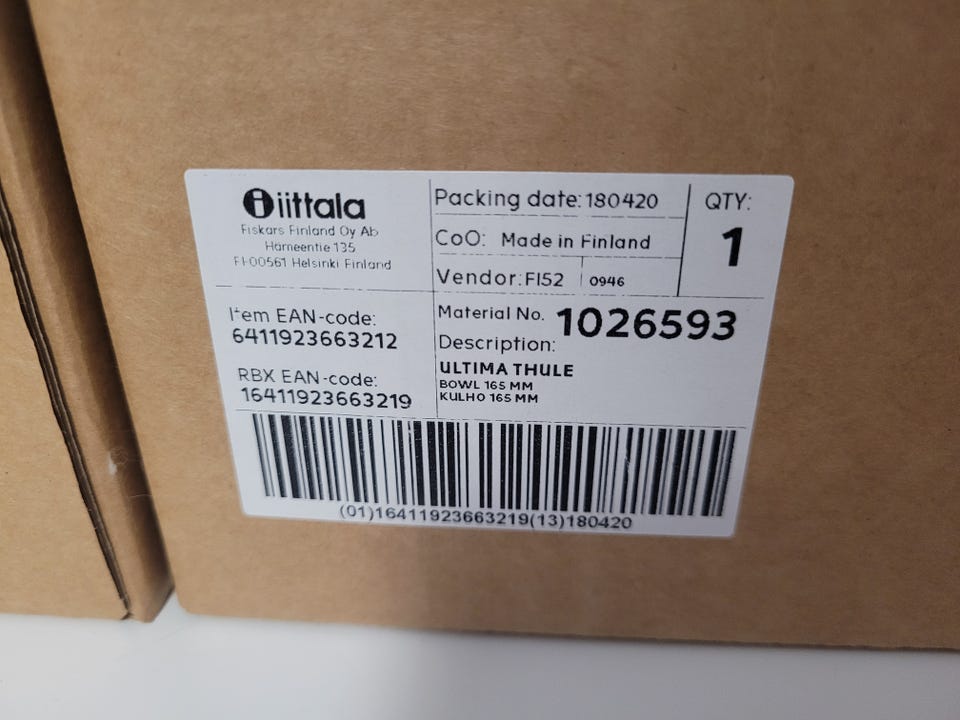 iittala
Fiskars Finland Oy Ab
Hämeentie 135
FI-00561 Helsinki Finland
Packing date: 180420
CoO: Made in Finland
Vendor: FI52 0946
QTY:
1
Item EAN-code:
6411923663212
RBX EAN-code:
16411923663219
Material No. 1026593
Description:
ULTIMA THULE
BOWL 165 MM
KULHO 165 MM
(01)16411923663219(13)180420